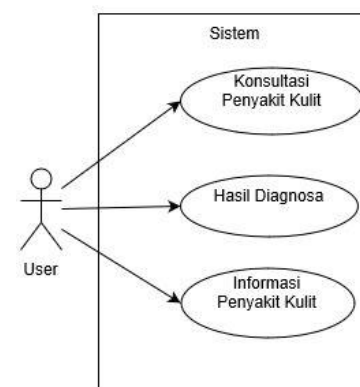 Sistem
Konsultasi
Penyakit Kulit
Hasil Diagnosa
User
Informasi
Penyakit Kulit